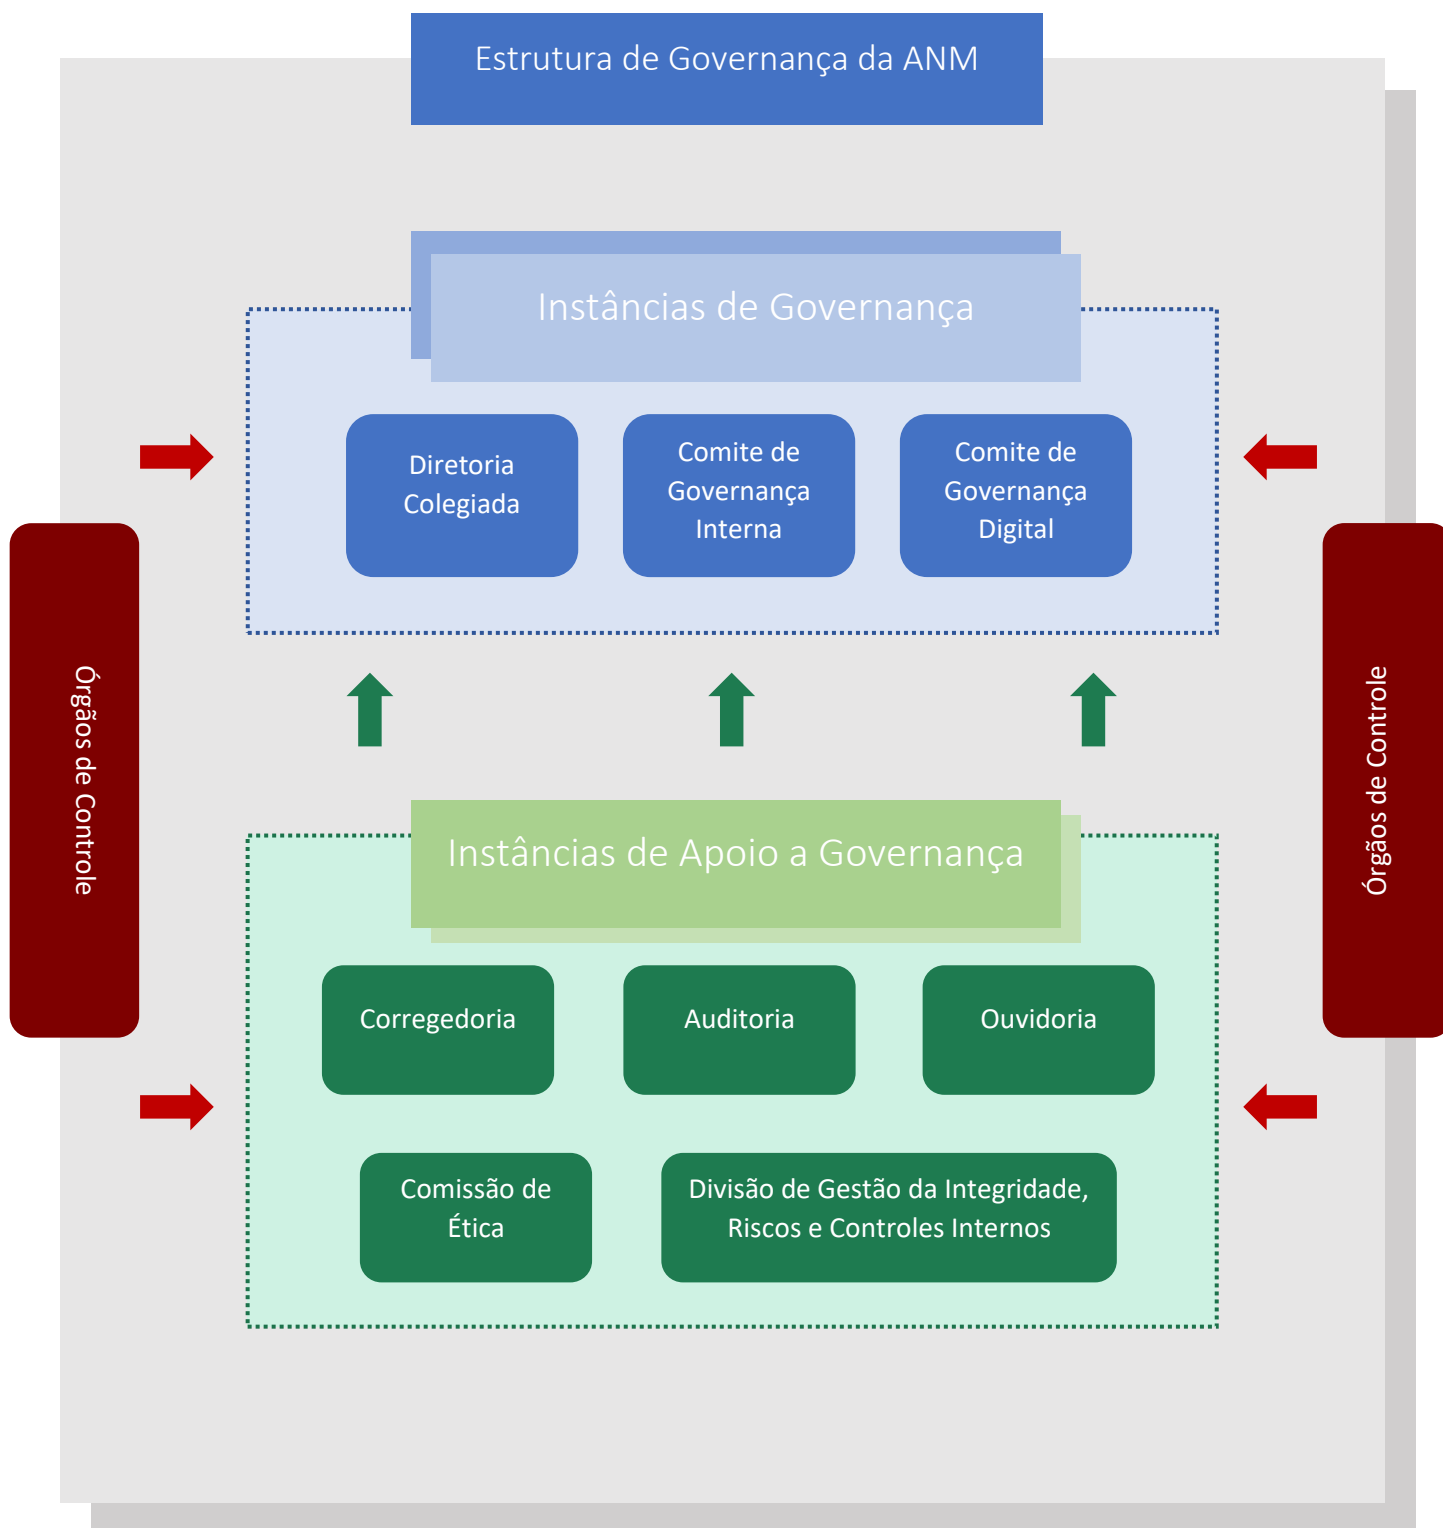 Estrutura de Governança da ANM
Instâncias de Governança
Diretoria
Colegiada
Comite de
Governança
Interna
Comite de
Governança
Digital
Órgãos de Controle
Órgãos de Controle
Instâncias de Apoio a Governança
Corregedoria
Auditoria
Ouvidoria
Comissão de
Ética
Divisão de Gestão da Integridade,
Riscos e Controles Internos